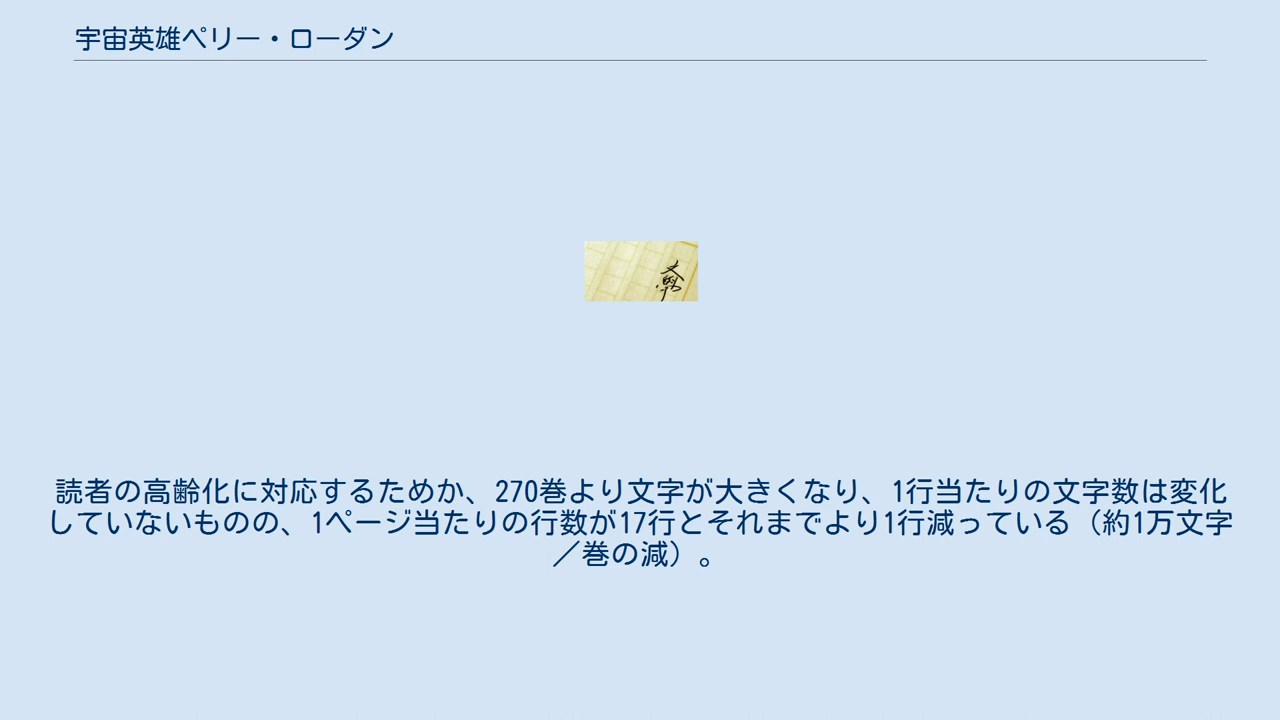 宇宙英雄ペリー・ローダン
読者の高齢化に対応するためか、270巻より文字が大きくなり、1行当たりの文字数は変化
していないものの、1ページ当たりの行数が17行とそれまでより1行減っている（約1万文字
／巻の減）。